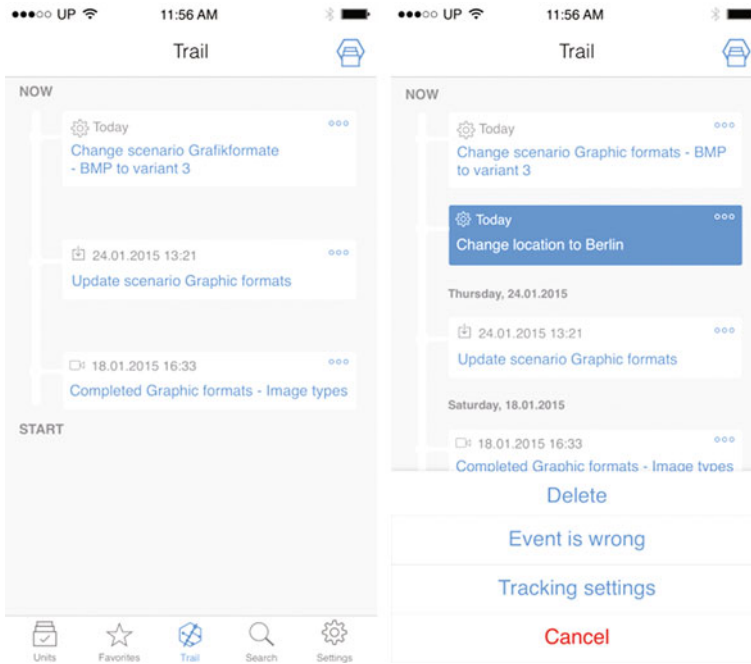 UP 11:56 AM
Trail
NOW
Today
Change scenario Grafikformate
- BMP to variant 3
24.01.2015 13:21
Update scenario Graphic formats
18.01.2015 16:33
Completed Graphic formats - Image types
START
Units Favorites Trail Search Settings
UP 11:56 AM
Trail
NOW
Today
Change scenario Graphic formats - BMP
to variant 3
Today
Change location to Berlin
Thursday, 24.01.2015
24.01.2015 13:21
Update scenario Graphic formats
Saturday, 18.01.2015
18.01.2015 16:33
Completed Graphic formats - Image types
Delete
Event is wrong
Tracking settings
Cancel